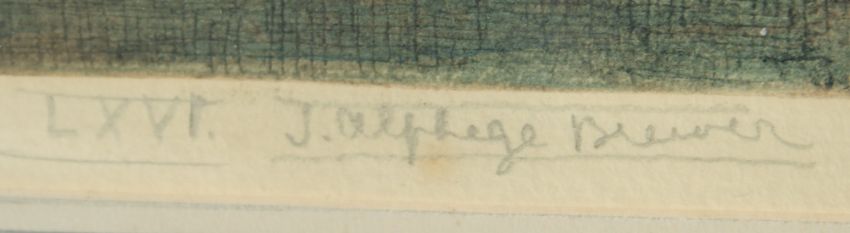 LXVI. J. Alphege Brewer